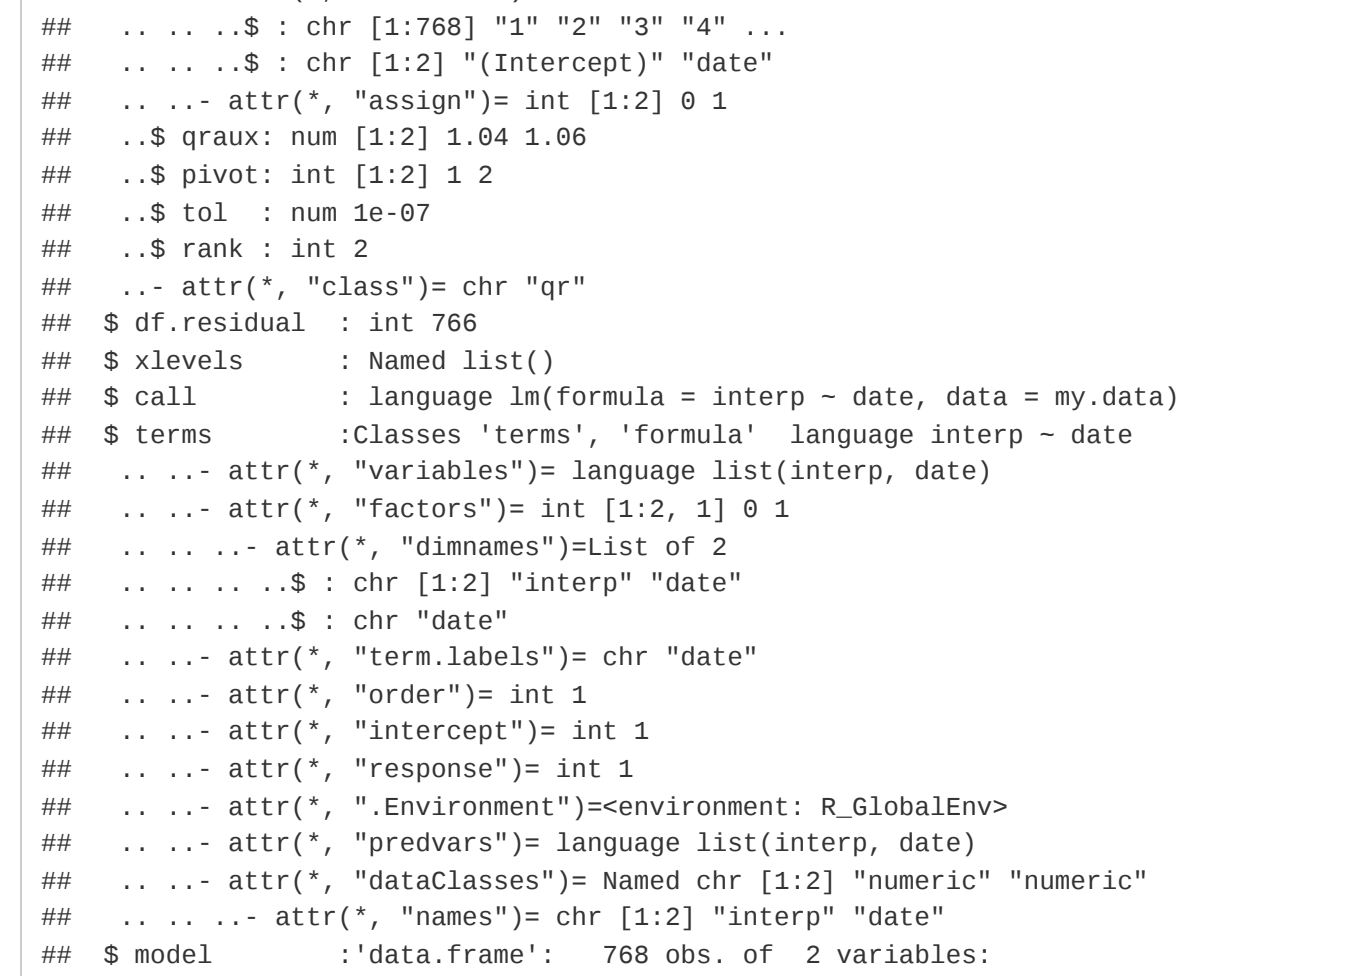 ##   .. .. ..$ : chr [1:768] "1" "2" "3" "4" ...
##   .. .. ..$ : chr [1:2] "(Intercept)" "date"
##   .. ..- attr(*, "assign")= int [1:2] 0 1
##   ..$ qraux: num [1:2] 1.04 1.06
##   ..$ pivot: int [1:2] 1 2
##   ..$ tol  : num 1e-07
##   ..$ rank : int 2
##   ..- attr(*, "class")= chr "qr"
##  $ df.residual  : int 766
##  $ xlevels      : Named list()
##  $ call         : language lm(formula = interp ~ date, data = my.data)
##  $ terms        :Classes 'terms', 'formula'  language interp ~ date
##   .. ..- attr(*, "variables")= language list(interp, date)
##   .. ..- attr(*, "factors")= int [1:2, 1] 0 1
##   .. .. ..- attr(*, "dimnames")=List of 2
##   .. .. .. ..$ : chr [1:2] "interp" "date"
##   .. .. .. ..$ : chr "date"
##   .. ..- attr(*, "term.labels")= chr "date"
##   .. ..- attr(*, "order")= int 1
##   .. ..- attr(*, "intercept")= int 1
##   .. ..- attr(*, "response")= int 1
##   .. ..- attr(*, ".Environment")=<environment: R_GlobalEnv>
##   .. ..- attr(*, "predvars")= language list(interp, date)
##   .. ..- attr(*, "dataClasses")= Named chr [1:2] "numeric" "numeric"
##   .. .. ..- attr(*, "names")= chr [1:2] "interp" "date"
##  $ model        :'data.frame':   768 obs. of  2 variables: